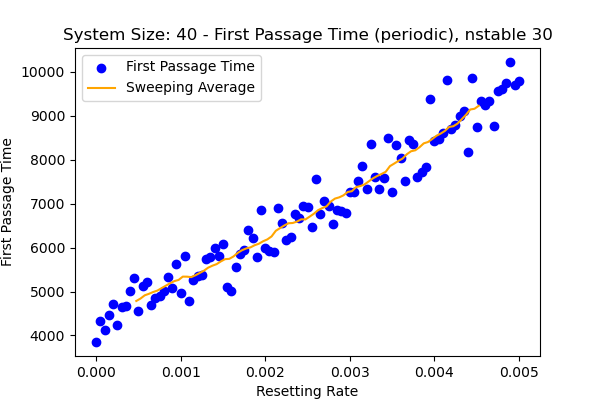 System Size: 40 - First Passage Time (periodic), nstable 30
First Passage Time
Sweeping Average
First Passage Time
10000
9000
8000
7000
6000
5000
4000
0.000 0.001 0.002 0.003 0.004 0.005
Resetting Rate